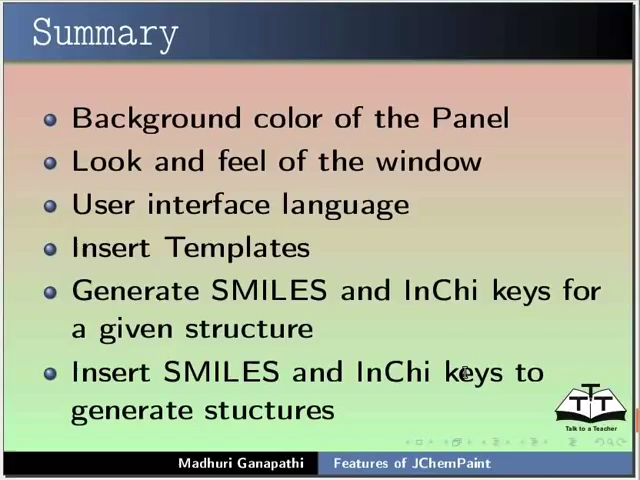 Summary
Background color of the Panel
Look and feel of the window
User interface language
Insert Templates
Generate SMILES and InChi keys for
a given structure
Insert SMILES and InChi keys to
generate stuctures
TTT
Talk to a Teacher
Madhuri Ganapathi
Features of JChemPaint